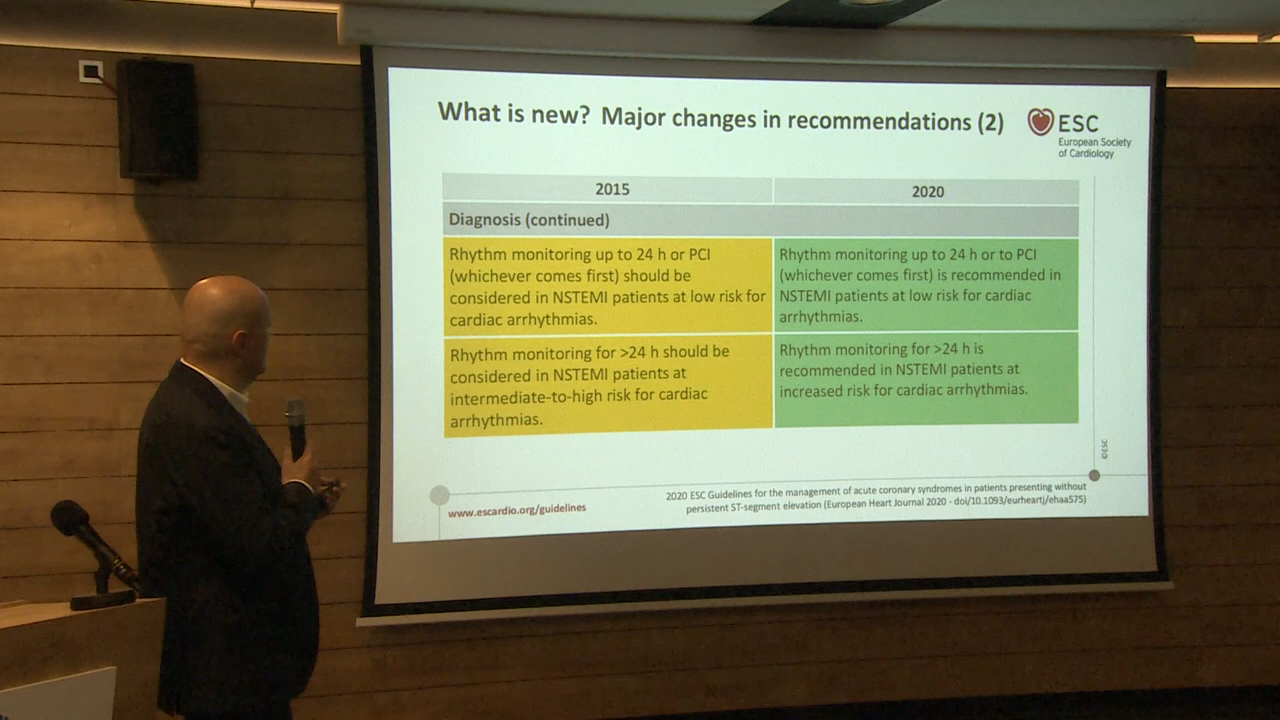 What is new?  Major changes in recommendations (2)
ESC
European Society
of Cardiology
2015
2020
Diagnosis (continued)
Rhythm monitoring up to 24 h or PCI
(whichever comes first) should be
considered in NSTEMI patients at low risk for
cardiac arrhythmias.
Rhythm monitoring up to 24 h or to PCI
(whichever comes first) is recommended in
NSTEMI patients at low risk for cardiac
arrhythmias.
Rhythm monitoring for >24 h should be
considered in NSTEMI patients at
intermediate-to-high risk for cardiac
arrhythmias.
Rhythm monitoring for >24 h is
recommended in NSTEMI patients at
increased risk for cardiac arrhythmias.
©ESC
www.escardio.org/guidelines
2020 ESC Guidelines for the management of acute coronary syndromes in patients presenting without
persistent ST-segment elevation (European Heart Journal 2020 - doi/10.1093/eurheartj/ehaa575)